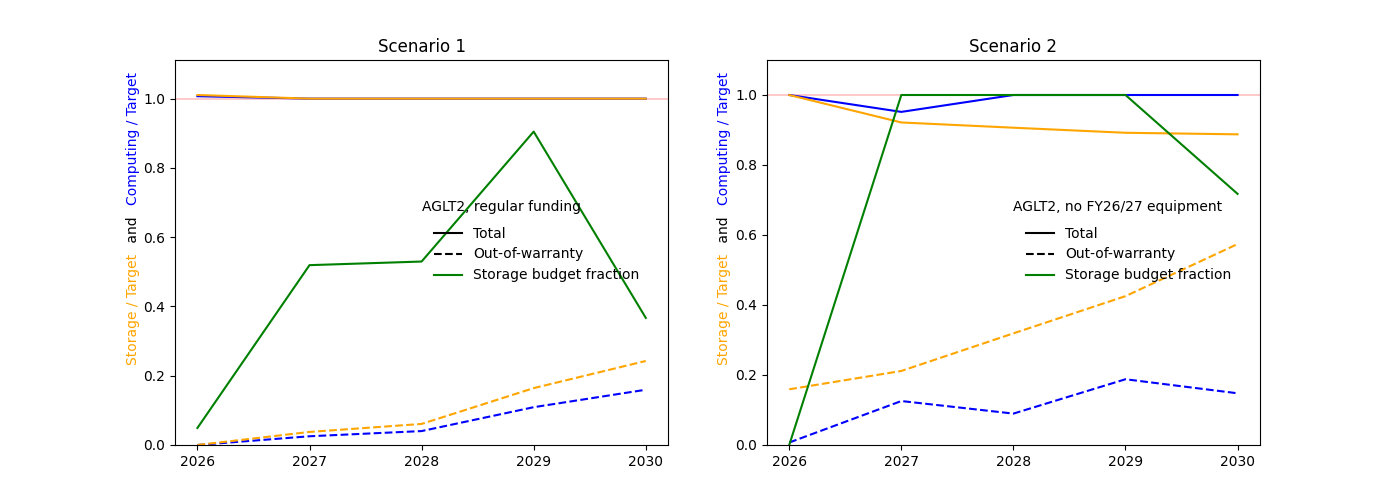 Scenario 1
Storage / Target and Computing / Target
1.0
0.8
0.6
0.4
0.2
0.0
AGLT2, regular funding
Total
Out-of-warranty
Storage budget fraction
2026 2027 2028 2029 2030
Scenario 2
Storage / Target and Computing / Target
1.0
0.8
0.6
0.4
0.2
0.0
AGLT2, no FY26/27 equipment
Total
Out-of-warranty
Storage budget fraction
2026 2027 2028 2029 2030